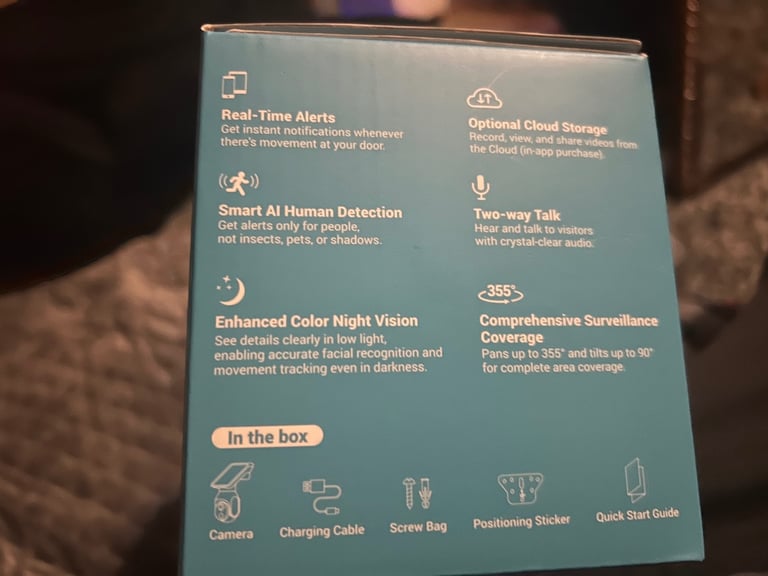 Real-Time Alerts
Get instant notifications whenever
there's movement at your door.
Optional Cloud Storage
Record, view, and share videos from
the Cloud (in-app purchase).
Smart AI Human Detection
Get alerts only for people,
not insects, pets, or shadows.
Two-way Talk
Hear and talk to visitors
with crystal-clear audio.
Enhanced Color Night Vision
See details clearly in low light,
enabling accurate facial recognition and
movement tracking even in darkness.
355°
Comprehensive Surveillance
Coverage
Pans up to 355° and tilts up to 90°
for complete area coverage.
In the box
Camera
Charging Cable
Screw Bag
Positioning Sticker
Quick Start Guide